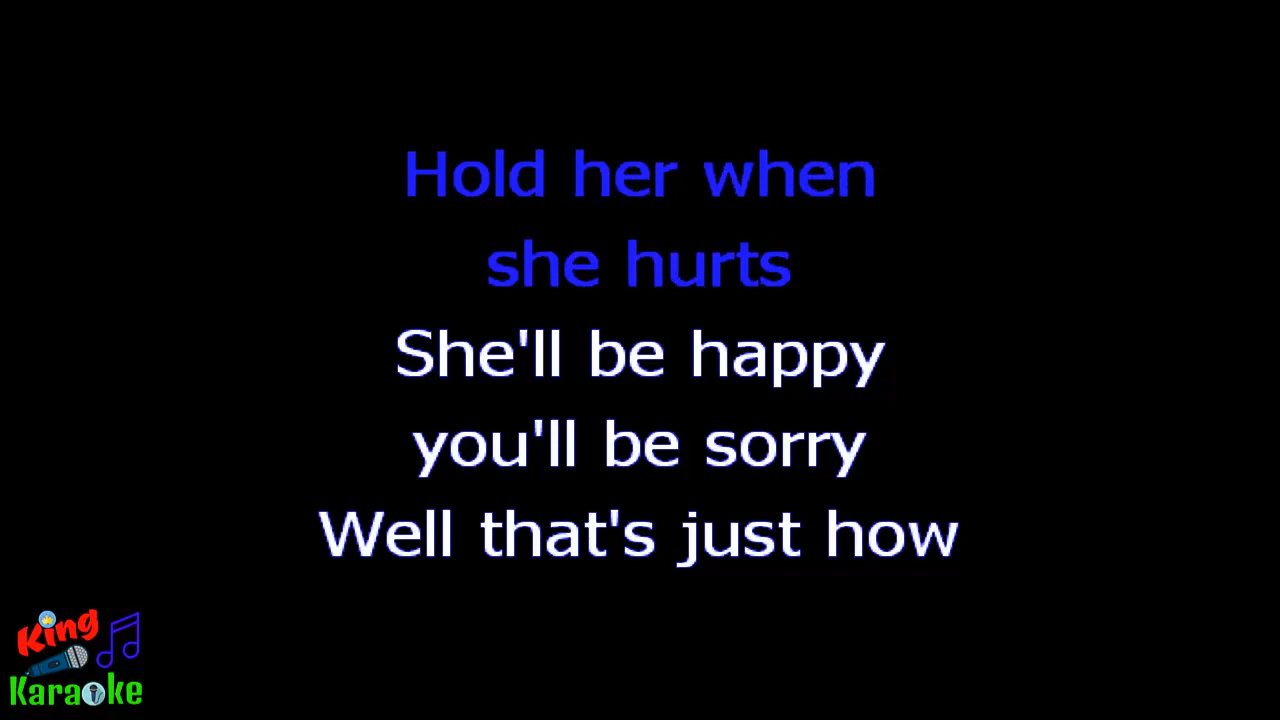 Hold her when
she hurts
She'll be happy
you'll be sorry
Well that's just how
King
Karaoke